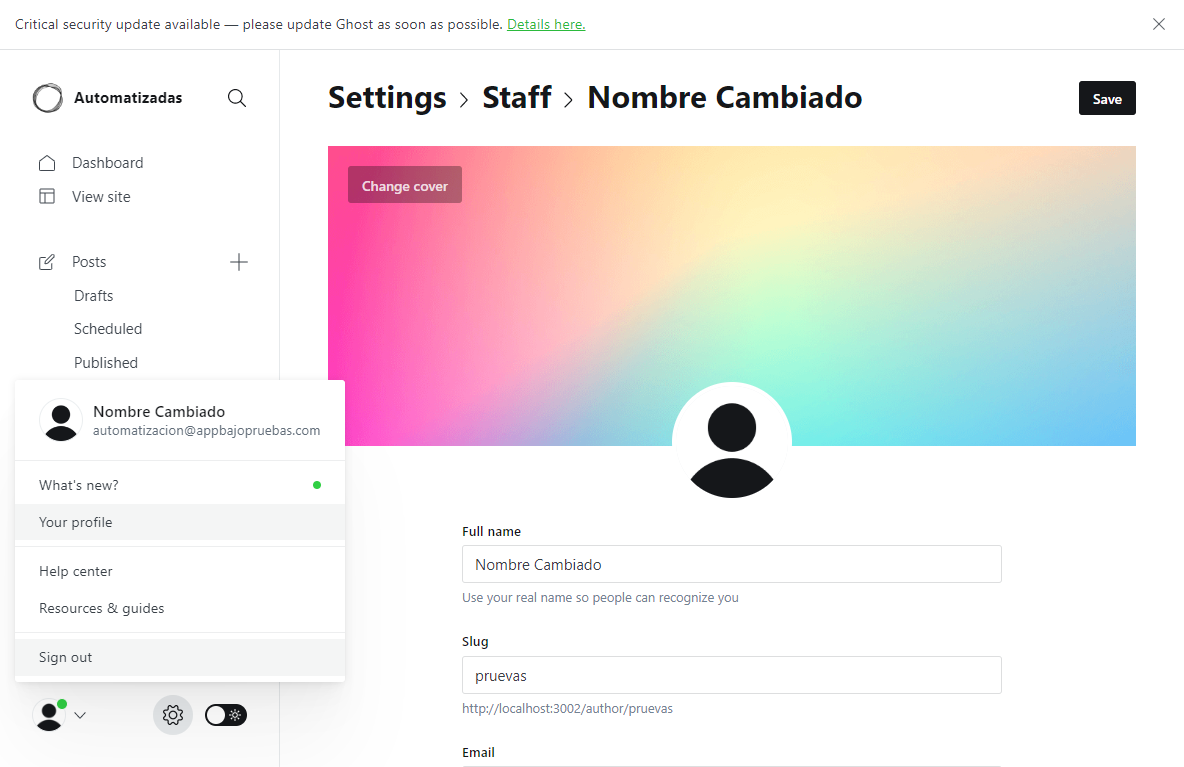 Critical security update available — please update Ghost as soon as possible. Details here.
Automatizadas
Dashboard
View site
Posts
Drafts
Scheduled
Published
Nombre Cambiado
automatizacion@appbajopruebas.com
What's new?
Your profile
Help center
Resources & guides
Sign out
Settings > Staff > Nombre Cambiado
Save
Change cover
Full name
Nombre Cambiado
Use your real name so people can recognize you
Slug
pruevas
http://localhost:3002/author/pruevas
Email